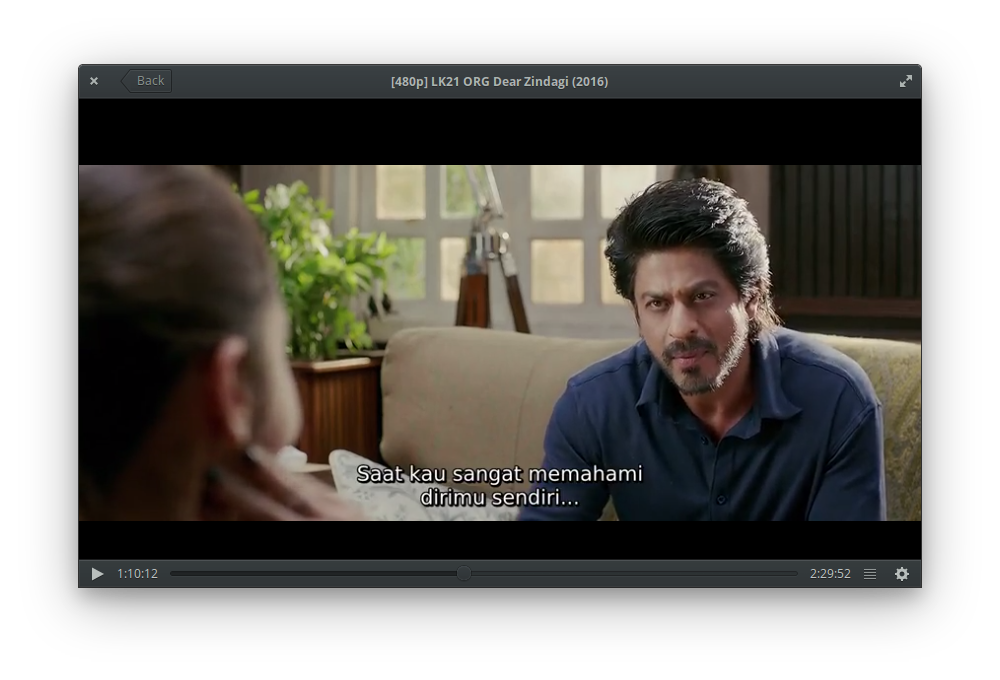 Back
[480p] LK21 ORG Dear Zindagi (2016)
Saat kau sangat memahami
dirimu sendiri...
1:10:12
2:29:52